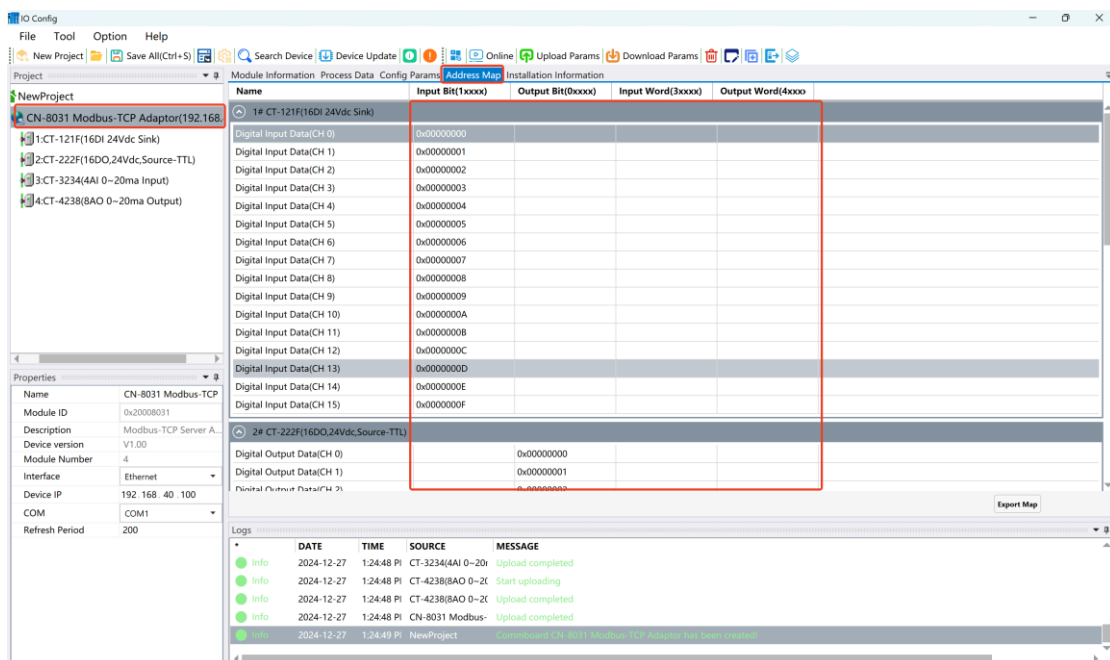 IO Config
File Tool Option Help
New Project Save All(Ctrl+S) Search Device Device Update Online Upload Params Download Params
Project
NewProject
CN-8031 Modbus-TCP Adaptor(192.168.
1:CT-121F(16DI 24Vdc Sink)
2:CT-222F(16DO,24Vdc,Source-TTL)
3:CT-3234(4AI 0~20ma Input)
4:CT-4238(8AO 0~20ma Output)
Properties
Name CN-8031 Modbus-TCP
Module ID 0x20008031
Description Modbus-TCP Server A...
Device version V1.00
Module Number 4
Interface Ethernet
Device IP 192.168.40.100
COM COM1
Refresh Period 200
Module Information Process Data Config Params Address Map Installation Information
Name Input Bit(1xxxx) Output Bit(0xxxx) Input Word(3xxxx) Output Word(4xxxx)
1# CT-121F(16DI 24Vdc Sink)
Digital Input Data(CH 0) 0x00000000
Digital Input Data(CH 1) 0x00000001
Digital Input Data(CH 2) 0x00000002
Digital Input Data(CH 3) 0x00000003
Digital Input Data(CH 4) 0x00000004
Digital Input Data(CH 5) 0x00000005
Digital Input Data(CH 6) 0x00000006
Digital Input Data(CH 7) 0x00000007
Digital Input Data(CH 8) 0x00000008
Digital Input Data(CH 9) 0x00000009
Digital Input Data(CH 10) 0x0000000A
Digital Input Data(CH 11) 0x0000000B
Digital Input Data(CH 12) 0x0000000C
Digital Input Data(CH 13) 0x0000000D
Digital Input Data(CH 14) 0x0000000E
Digital Input Data(CH 15) 0x0000000F
2# CT-222F(16DO,24Vdc,Source-TTL)
Digital Output Data(CH 0) 0x00000000
Digital Output Data(CH 1) 0x00000001
Digital Output Data(CH 2) 0x00000002
Export Map
Logs
* DATE TIME SOURCE MESSAGE
Info 2024-12-27 1:24:48 PI CT-3234(4AI 0~20r Upload completed
Info 2024-12-27 1:24:48 PI CT-4238(8AO 0~2( Start uploading
Info 2024-12-27 1:24:48 PI CT-4238(8AO 0~2( Upload completed
Info 2024-12-27 1:24:48 PI CN-8031 Modbus- Upload completed
Info 2024-12-27 1:24:49 PI NewProject Commboard CN-8031 Modbus-TCP Adaptor has been created!